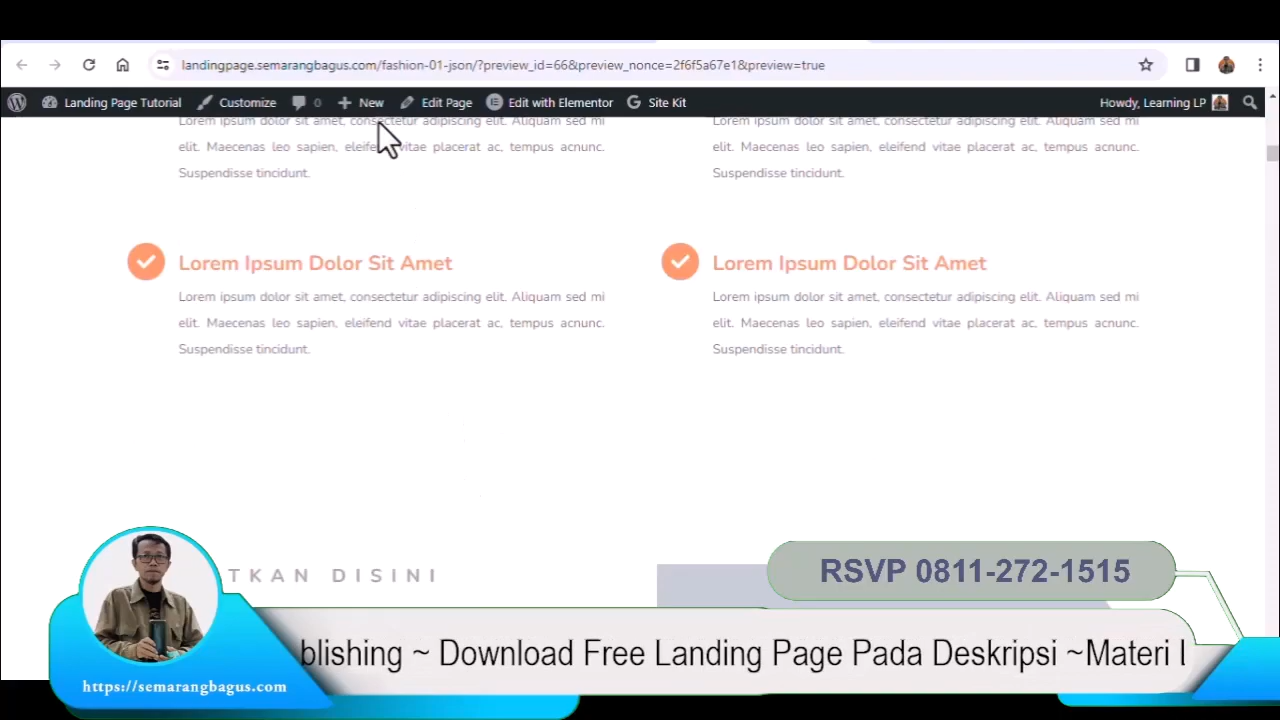 landingpage.semarangbagus.com/fashion-01-json/?preview_id=66&preview_nonce=2f6f5a67e1&preview=true
Landing Page Tutorial Customize 0 New Edit Page Edit with Elementor Site Kit Howdy, Learning LP
Lorem ipsum dolor sit amet, consectetur adipiscing elit. Aliquam sed mi
elit. Maecenas leo sapien, eleifend vitae placerat ac, tempus acnunc.
Suspendisse tincidunt.
Lorem ipsum dolor sit amet, consectetur adipiscing elit. Aliquam sed mi
elit. Maecenas leo sapien, eleifend vitae placerat ac, tempus acnunc.
Suspendisse tincidunt.
Lorem Ipsum Dolor Sit Amet
Lorem ipsum dolor sit amet, consectetur adipiscing elit. Aliquam sed mi
elit. Maecenas leo sapien, eleifend vitae placerat ac, tempus acnunc.
Suspendisse tincidunt.
Lorem Ipsum Dolor Sit Amet
Lorem ipsum dolor sit amet, consectetur adipiscing elit. Aliquam sed mi
elit. Maecenas leo sapien, eleifend vitae placerat ac, tempus acnunc.
Suspendisse tincidunt.
TKAN DISINI
RSVP 0811-272-1515
blishing ~ Download Free Landing Page Pada Deskripsi ~Materi
https://semarangbagus.com